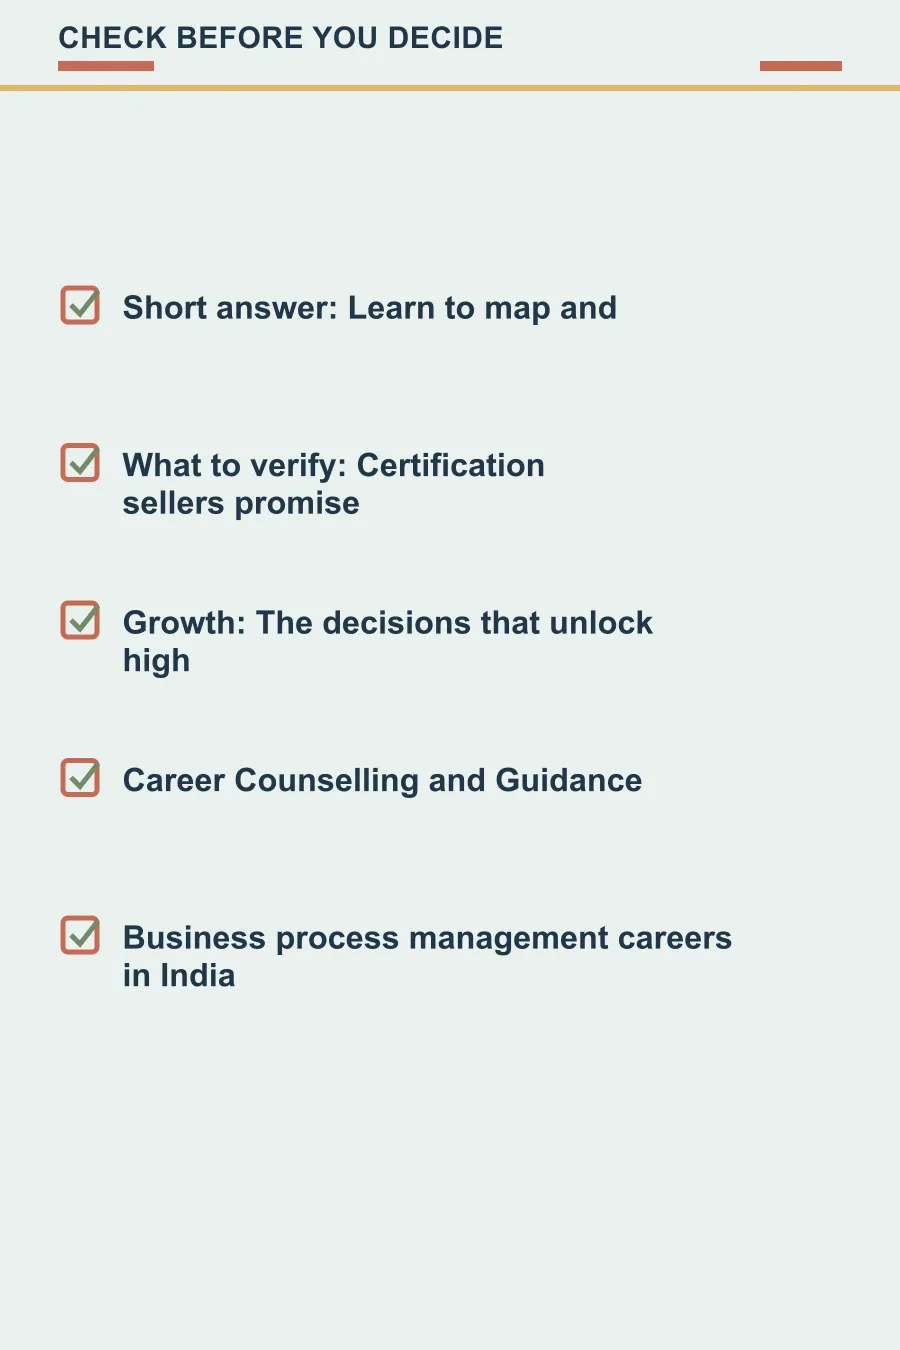 CHECK BEFORE YOU DECIDE
Short answer: Learn to map and
What to verify: Certification
sellers promise
Growth: The decisions that unlock
high
Career Counselling and Guidance
Business process management careers
in India